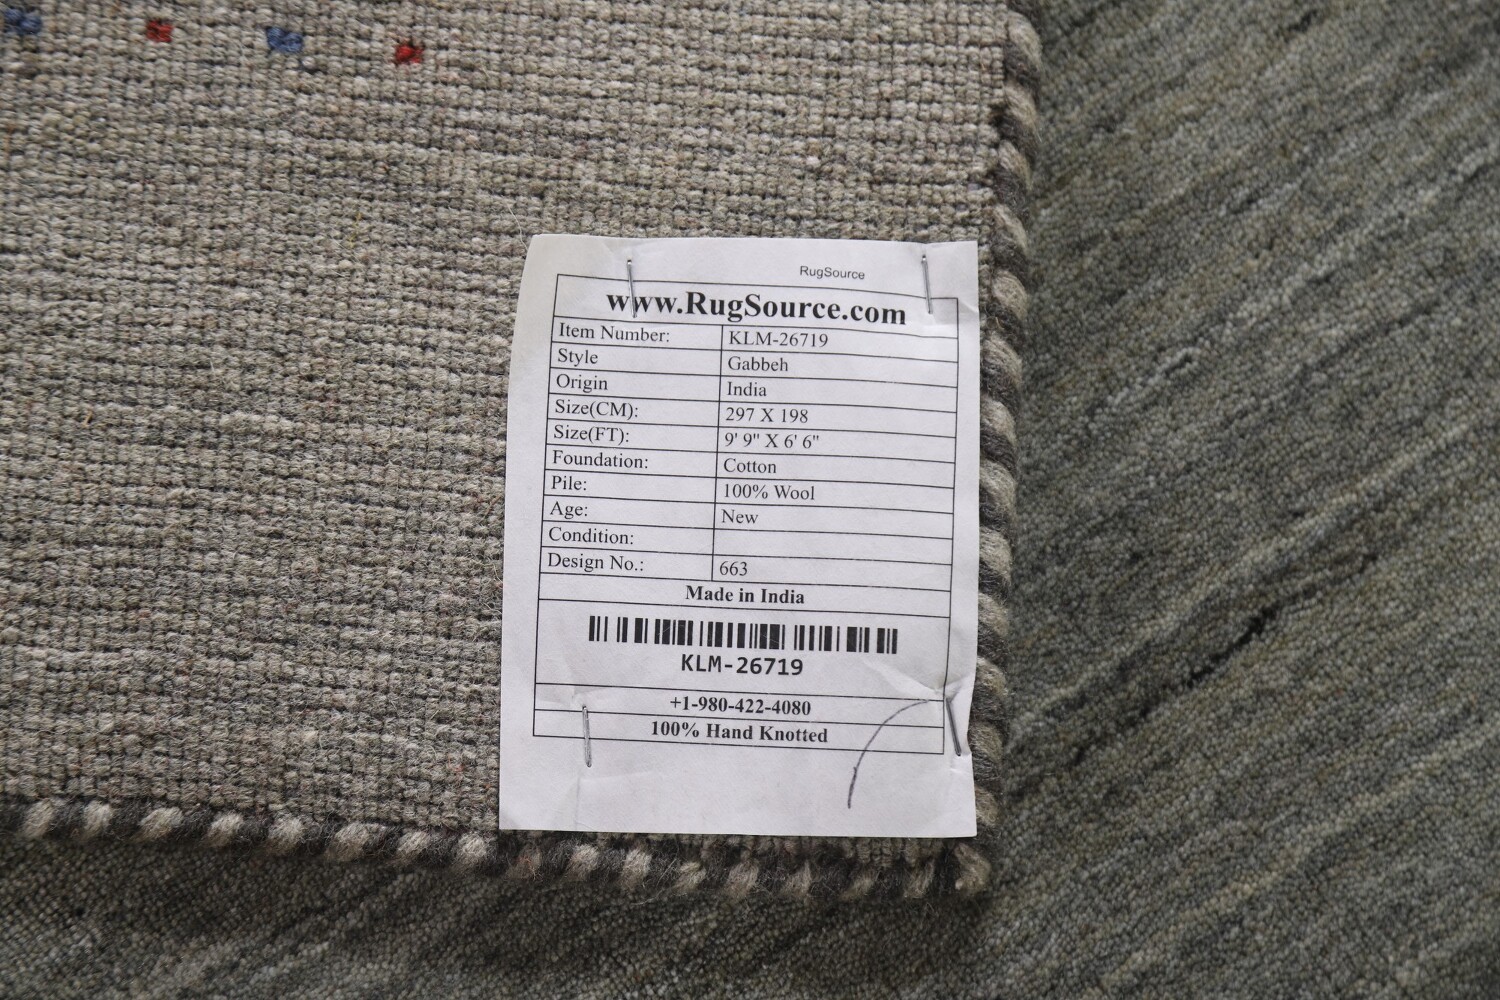 RugSource
www.RugSource.com
Item Number: KLM-26719
Style Gabbeh
Origin India
Size(CM): 297 X 198
Size(FT): 9' 9" X 6' 6"
Foundation: Cotton
Pile: 100% Wool
Age: New
Condition:
Design No.: 663
Made in India
KLM-26719
+1-980-422-4080
100% Hand Knotted